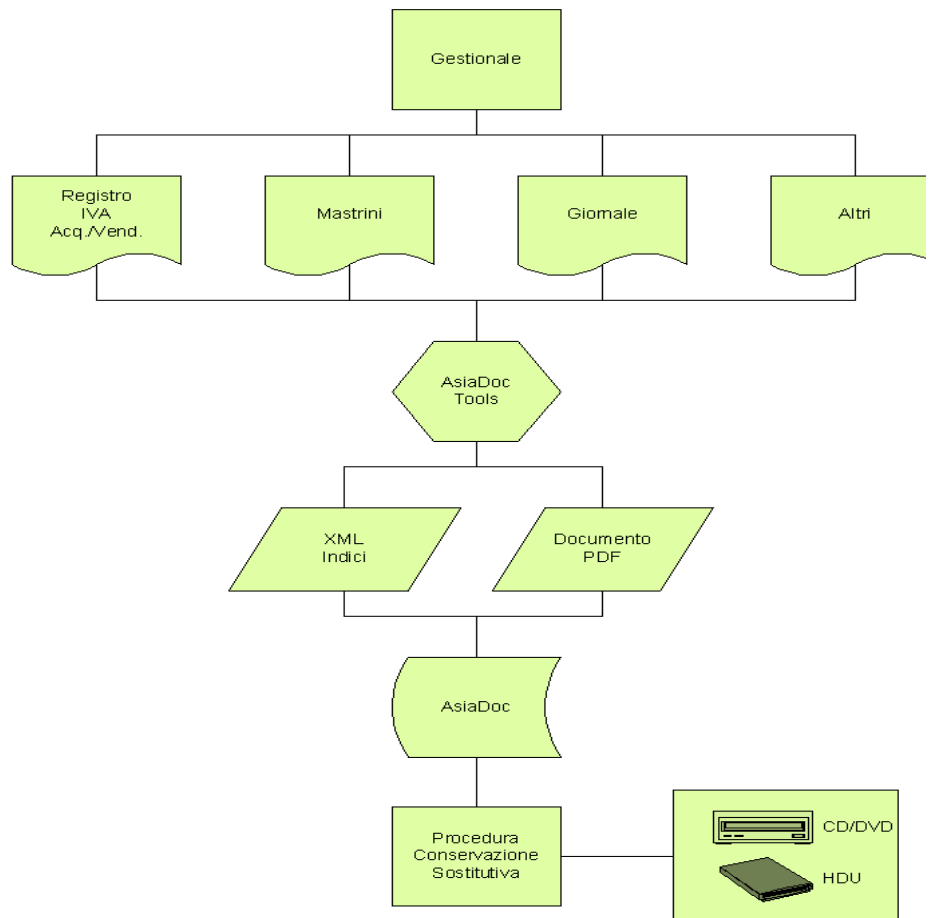 Gestionale
Registro
IVA
Acq./Vend.
Mastrini
Giornale
Altri
AsiaDoc
Tools
XML
Indici
Documento
PDF
AsiaDoc
Procedura
Conservazione
Sostitutiva
CD/DVD
HDU